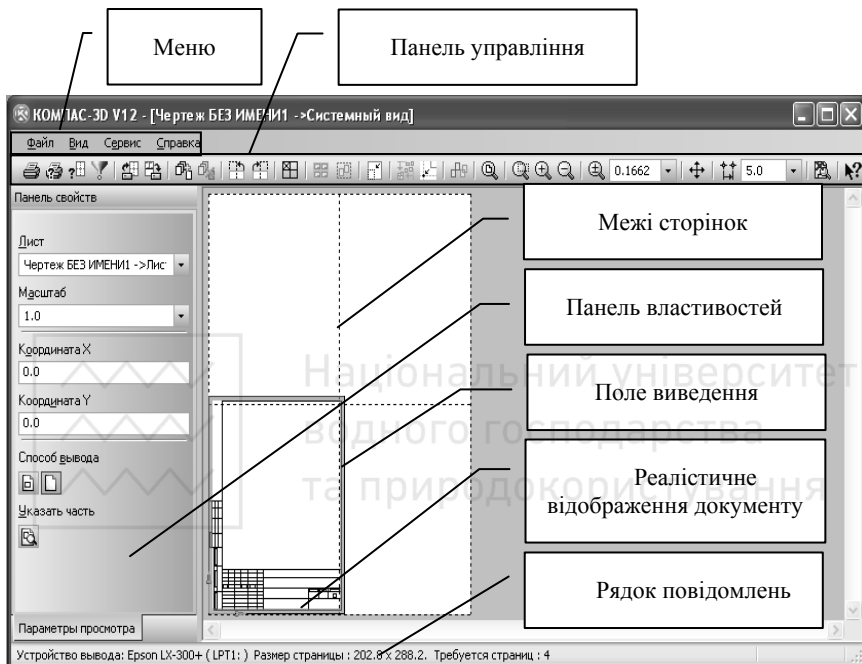 Меню
Панель управління
КОМПАС-3D V12 - [Чертеж БЕЗ ИМЕНИ1 ->Системный вид]
Файл Вид Сервис Справка
0.1662 5.0
Панель свойств
Лист
Чертеж БЕЗ ИМЕНИ1 ->Лис
Масштаб
1.0
Координата X
0.0
Координата Y
0.0
Способ вывода
Указать часть
Межі сторінок
Панель властивостей
Поле виведення
Реалістичне
відображення документу
Рядок повідомлень
Національний університет
водного господарства
та природокористування
Параметры просмотра
Устройство вывода: Epson LX-300+ ( LPT1: ) Размер страницы : 202.8 x 288.2. Требуется страниц : 4